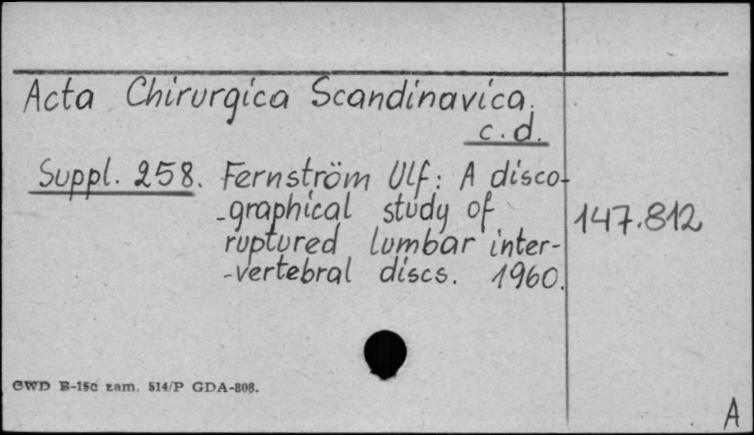 Acta Chirurgica Scandinavica.
c.d.
Suppl. 258. Fernström Ulf: A disco-
-graphical study of
147.812
ruptured lumbar inter-
-vertebral discs. 1960.
CWD B-15c zam. 514/P GDA-808.
A